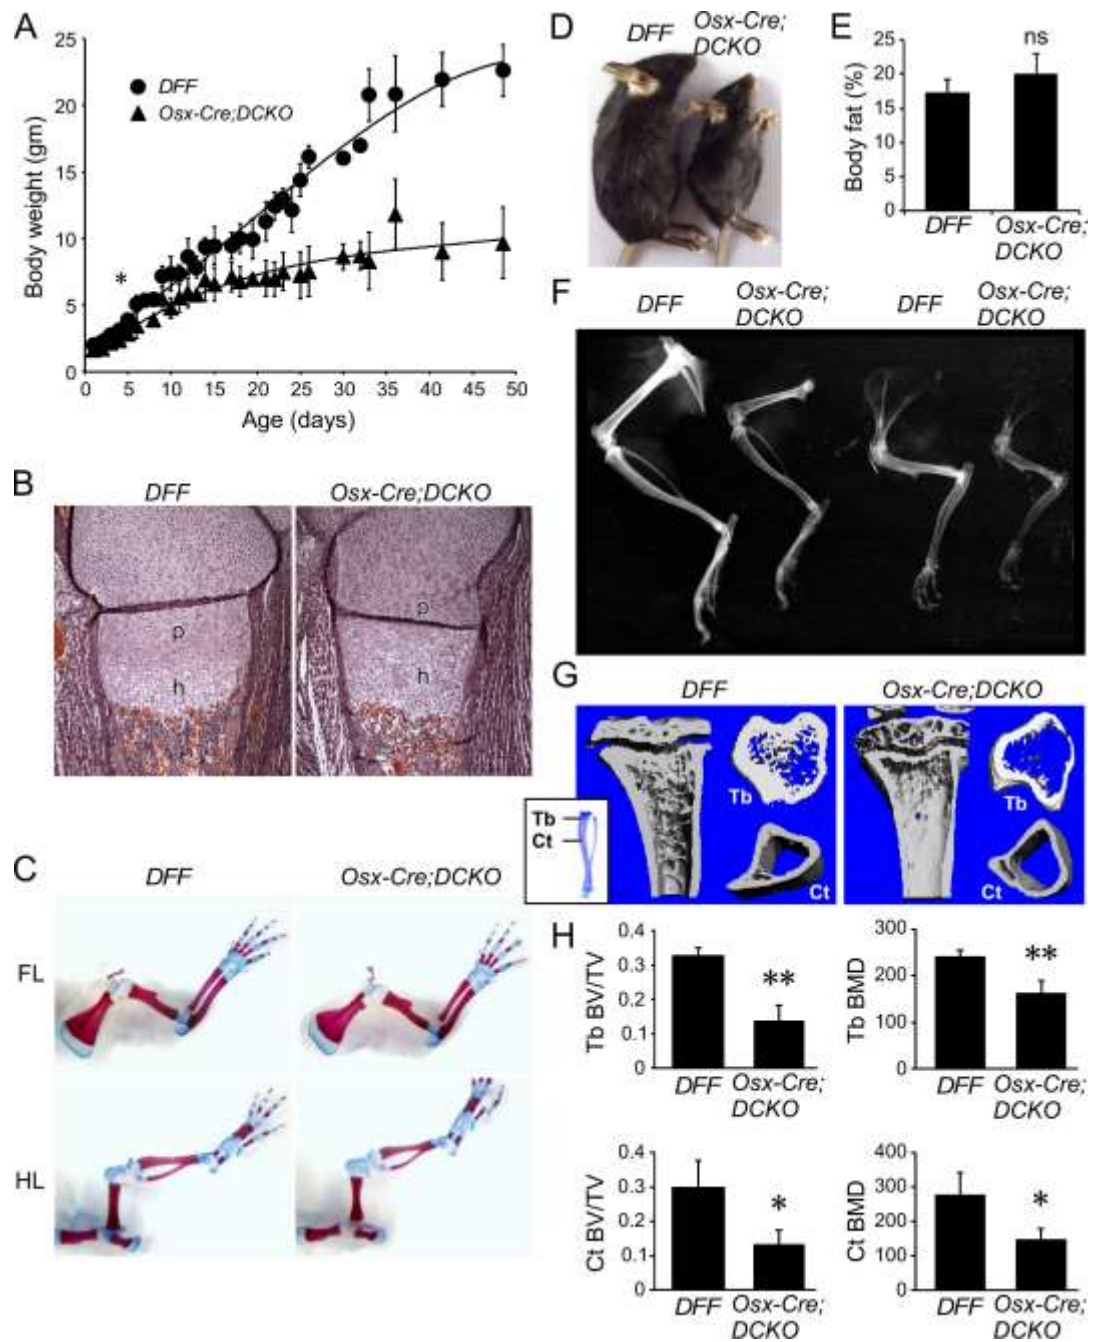 A
25
20
15
10
5
0
Body weight (gm)
DFF
Osx-Cre;DCKO
*
0 5 10 15 20 25 30 35 40 45 50
Age (days)
B
DFF Osx-Cre;DCKO
p
h
p
h
C
DFF Osx-Cre;DCKO
FL
HL
D
DFF Osx-Cre;
DCKO
E
ns
25
20
15
10
5
0
Body fat (%)
DFF Osx-Cre;
DCKO
F
DFF Osx-Cre;
DCKO
DFF Osx-Cre;
DCKO
G
DFF Osx-Cre;DCKO
Tb
Ct
Tb
Ct
Tb
Ct
H
0.4
0.3
0.2
0.1
0
Tb BV/TV
**
DFF Osx-Cre;
DCKO
300
200
100
0
Tb BMD
**
DFF Osx-Cre;
DCKO
0.4
0.3
0.2
0.1
0
Ct BV/TV
*
DFF Osx-Cre;
DCKO
400
300
200
100
0
Ct BMD
*
DFF Osx-Cre;
DCKO